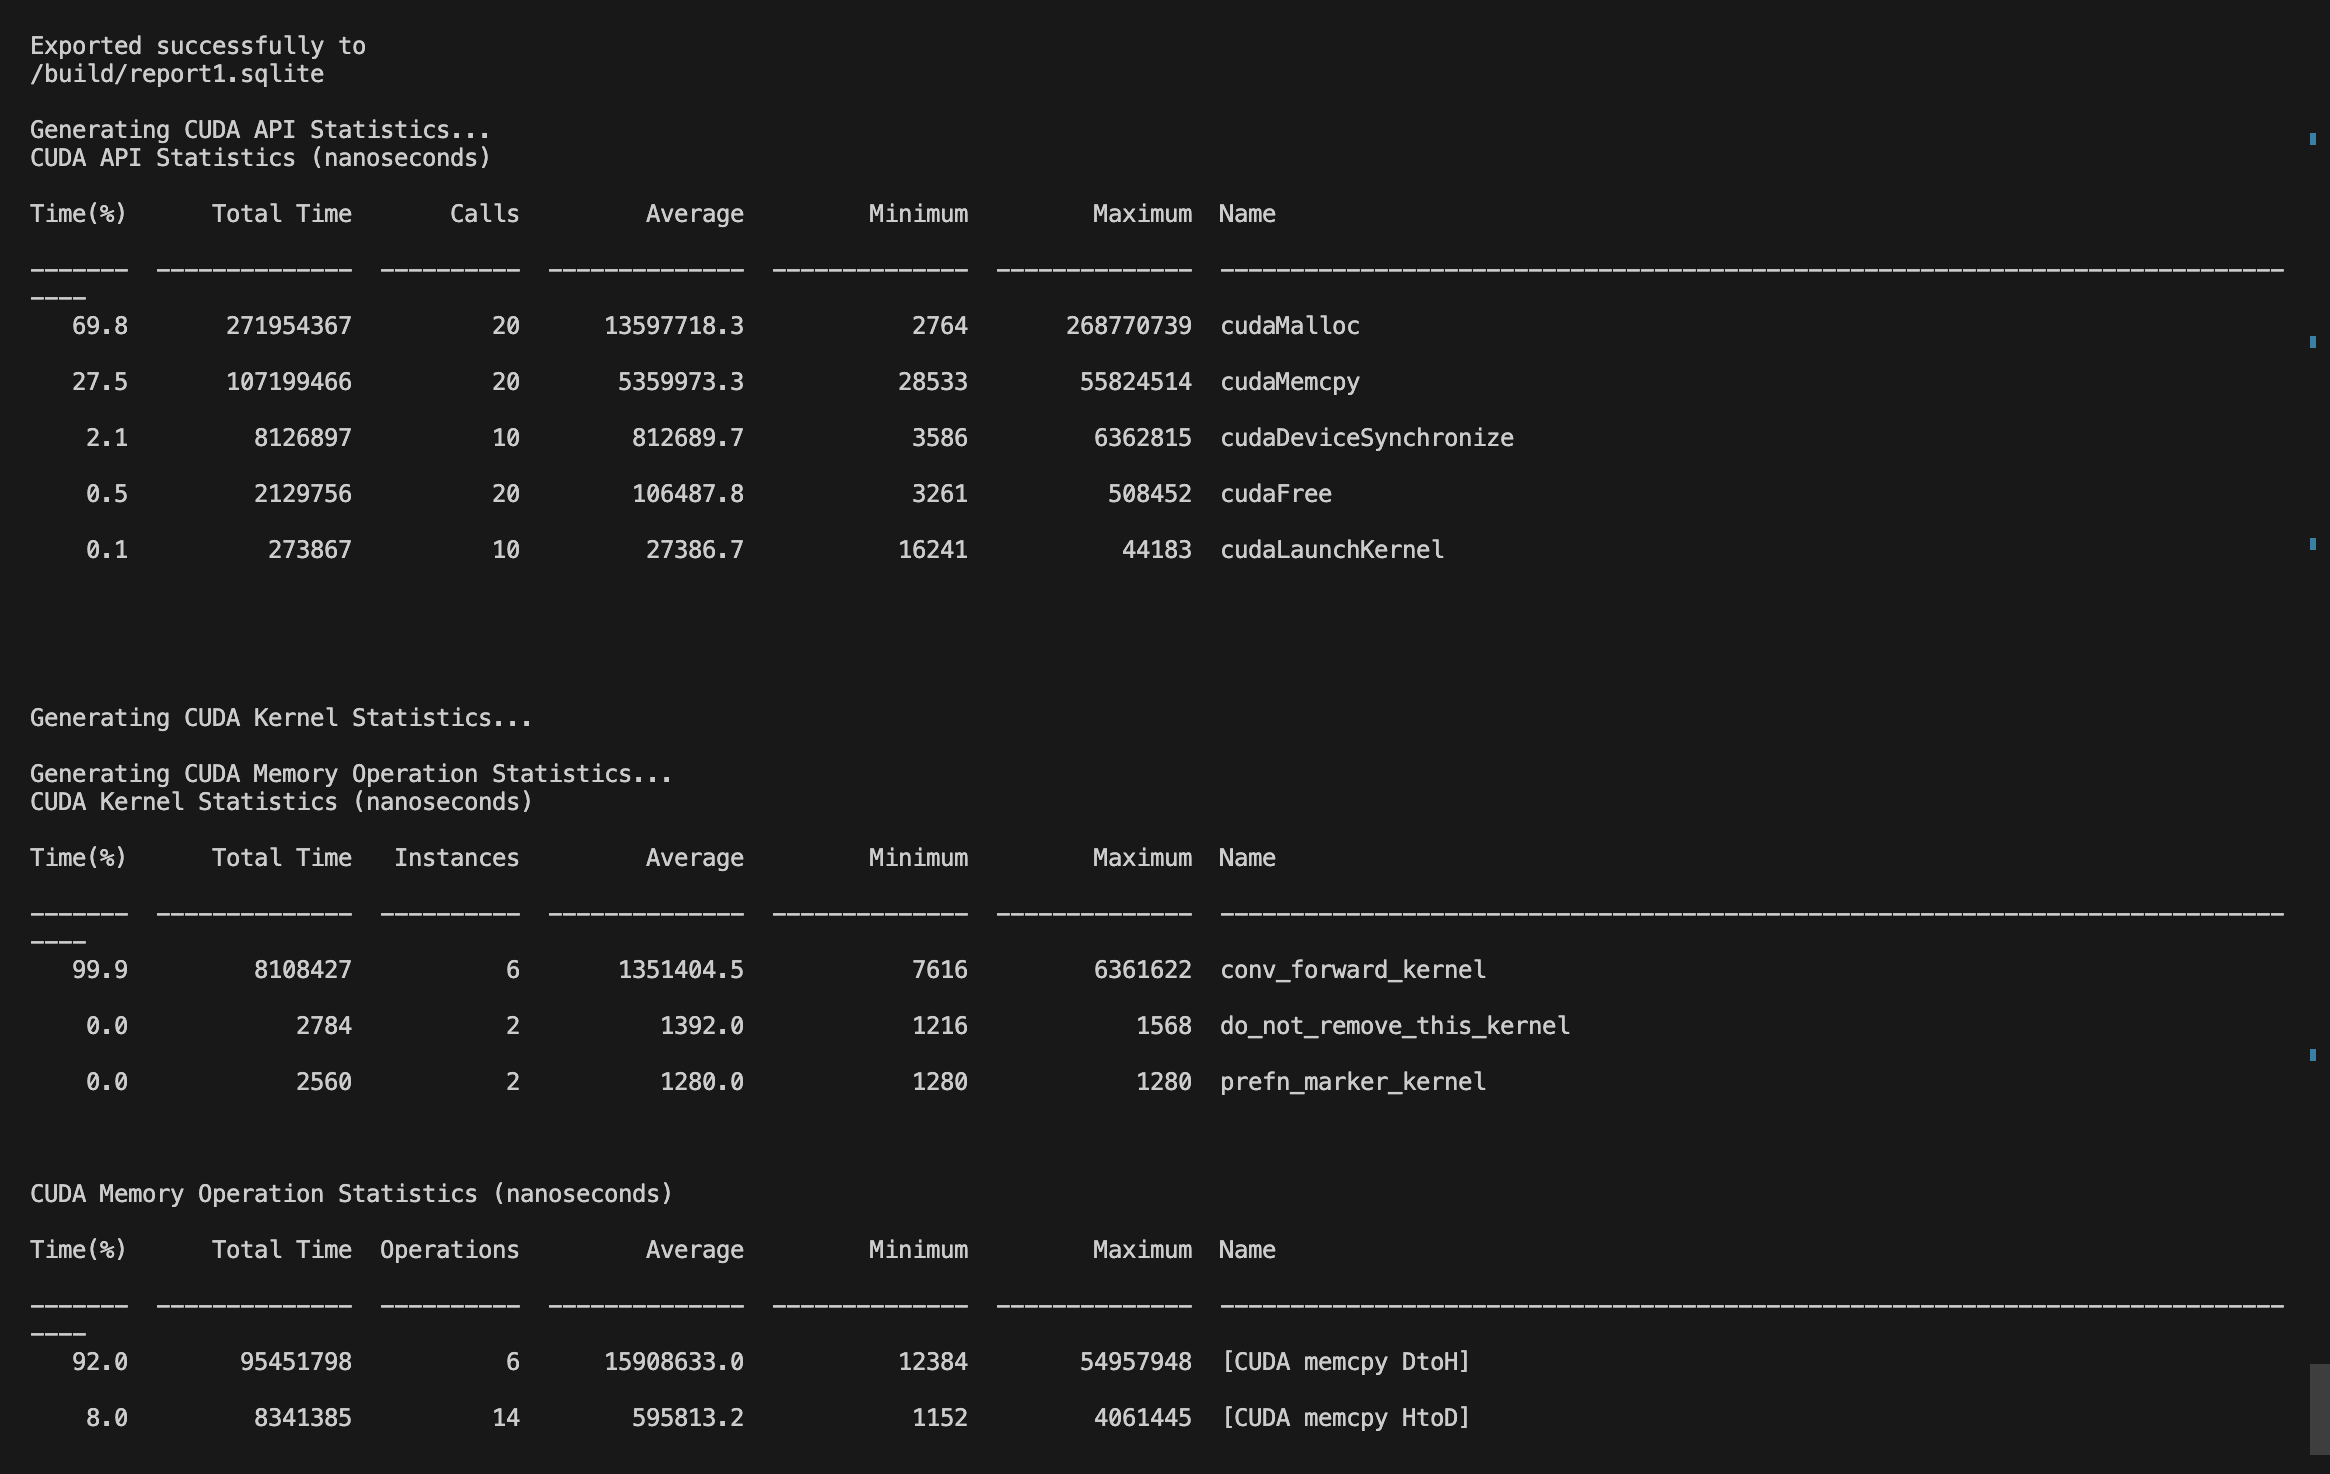 Exported successfully to
/build/report1.sqlite
Generating CUDA API Statistics...
CUDA API Statistics (nanoseconds)
Time(%)      Total Time       Calls         Average         Minimum         Maximum  Name
-------  --------------  ----------  --------------  --------------  --------------  ----------------------------------------------------------------------------
----
   69.8       271954367          20      13597718.3            2764       268770739  cudaMalloc
   27.5       107199466          20       5359973.3           28533        55824514  cudaMemcpy
    2.1         8126897          10        812689.7            3586         6362815  cudaDeviceSynchronize
    0.5         2129756          20        106487.8            3261          508452  cudaFree
    0.1          273867          10         27386.7           16241           44183  cudaLaunchKernel
Generating CUDA Kernel Statistics...
Generating CUDA Memory Operation Statistics...
CUDA Kernel Statistics (nanoseconds)
Time(%)      Total Time   Instances         Average         Minimum         Maximum  Name
-------  --------------  ----------  --------------  --------------  --------------  ----------------------------------------------------------------------------
----
   99.9         8108427           6       1351404.5            7616         6361622  conv_forward_kernel
    0.0            2784           2          1392.0            1216            1568  do_not_remove_this_kernel
    0.0            2560           2          1280.0            1280            1280  prefn_marker_kernel
CUDA Memory Operation Statistics (nanoseconds)
Time(%)      Total Time  Operations         Average         Minimum         Maximum  Name
-------  --------------  ----------  --------------  --------------  --------------  ----------------------------------------------------------------------------
----
   92.0        95451798           6      15908633.0           12384        54957948  [CUDA memcpy DtoH]
    8.0         8341385          14        595813.2            1152         4061445  [CUDA memcpy HtoD]